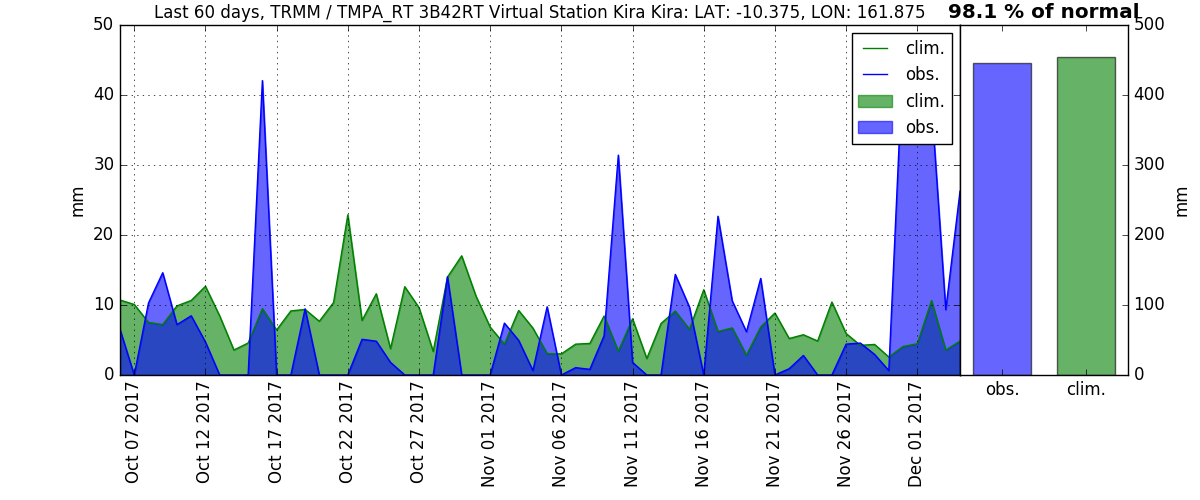 Last 60 days, TRMM / TMPA_RT 3B42RT Virtual Station Kira Kira: LAT: -10.375, LON: 161.875
98.1 % of normal
50
40
30
20
10
0
mm
clim.
obs.
clim.
obs.
500
400
300
200
100
0
mm
Oct 07 2017
Oct 12 2017
Oct 17 2017
Oct 22 2017
Oct 27 2017
Nov 01 2017
Nov 06 2017
Nov 11 2017
Nov 16 2017
Nov 21 2017
Nov 26 2017
Dec 01 2017
obs.
clim.